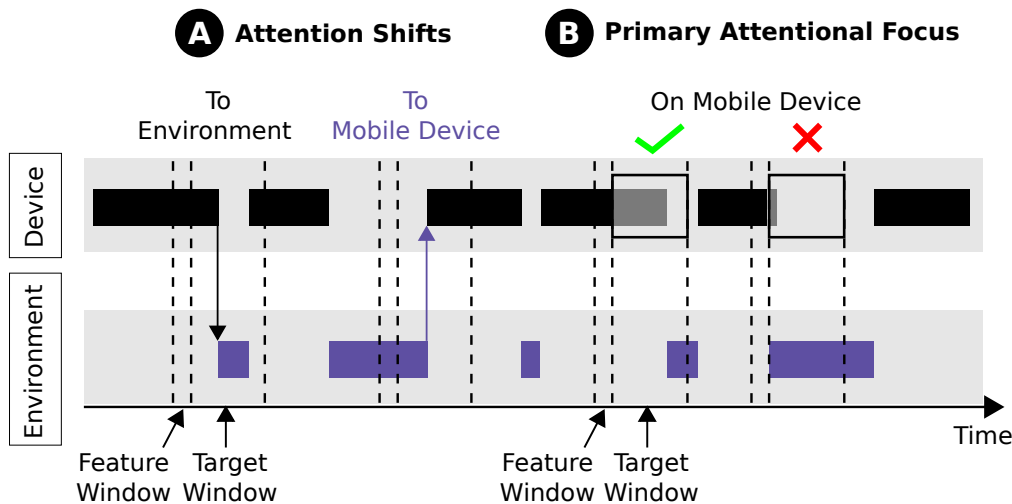 A Attention Shifts
B Primary Attentional Focus
To
Environment
To
Mobile Device
On Mobile Device
Device
Environment
Time
Feature
Window
Target
Window
Feature
Window
Target
Window